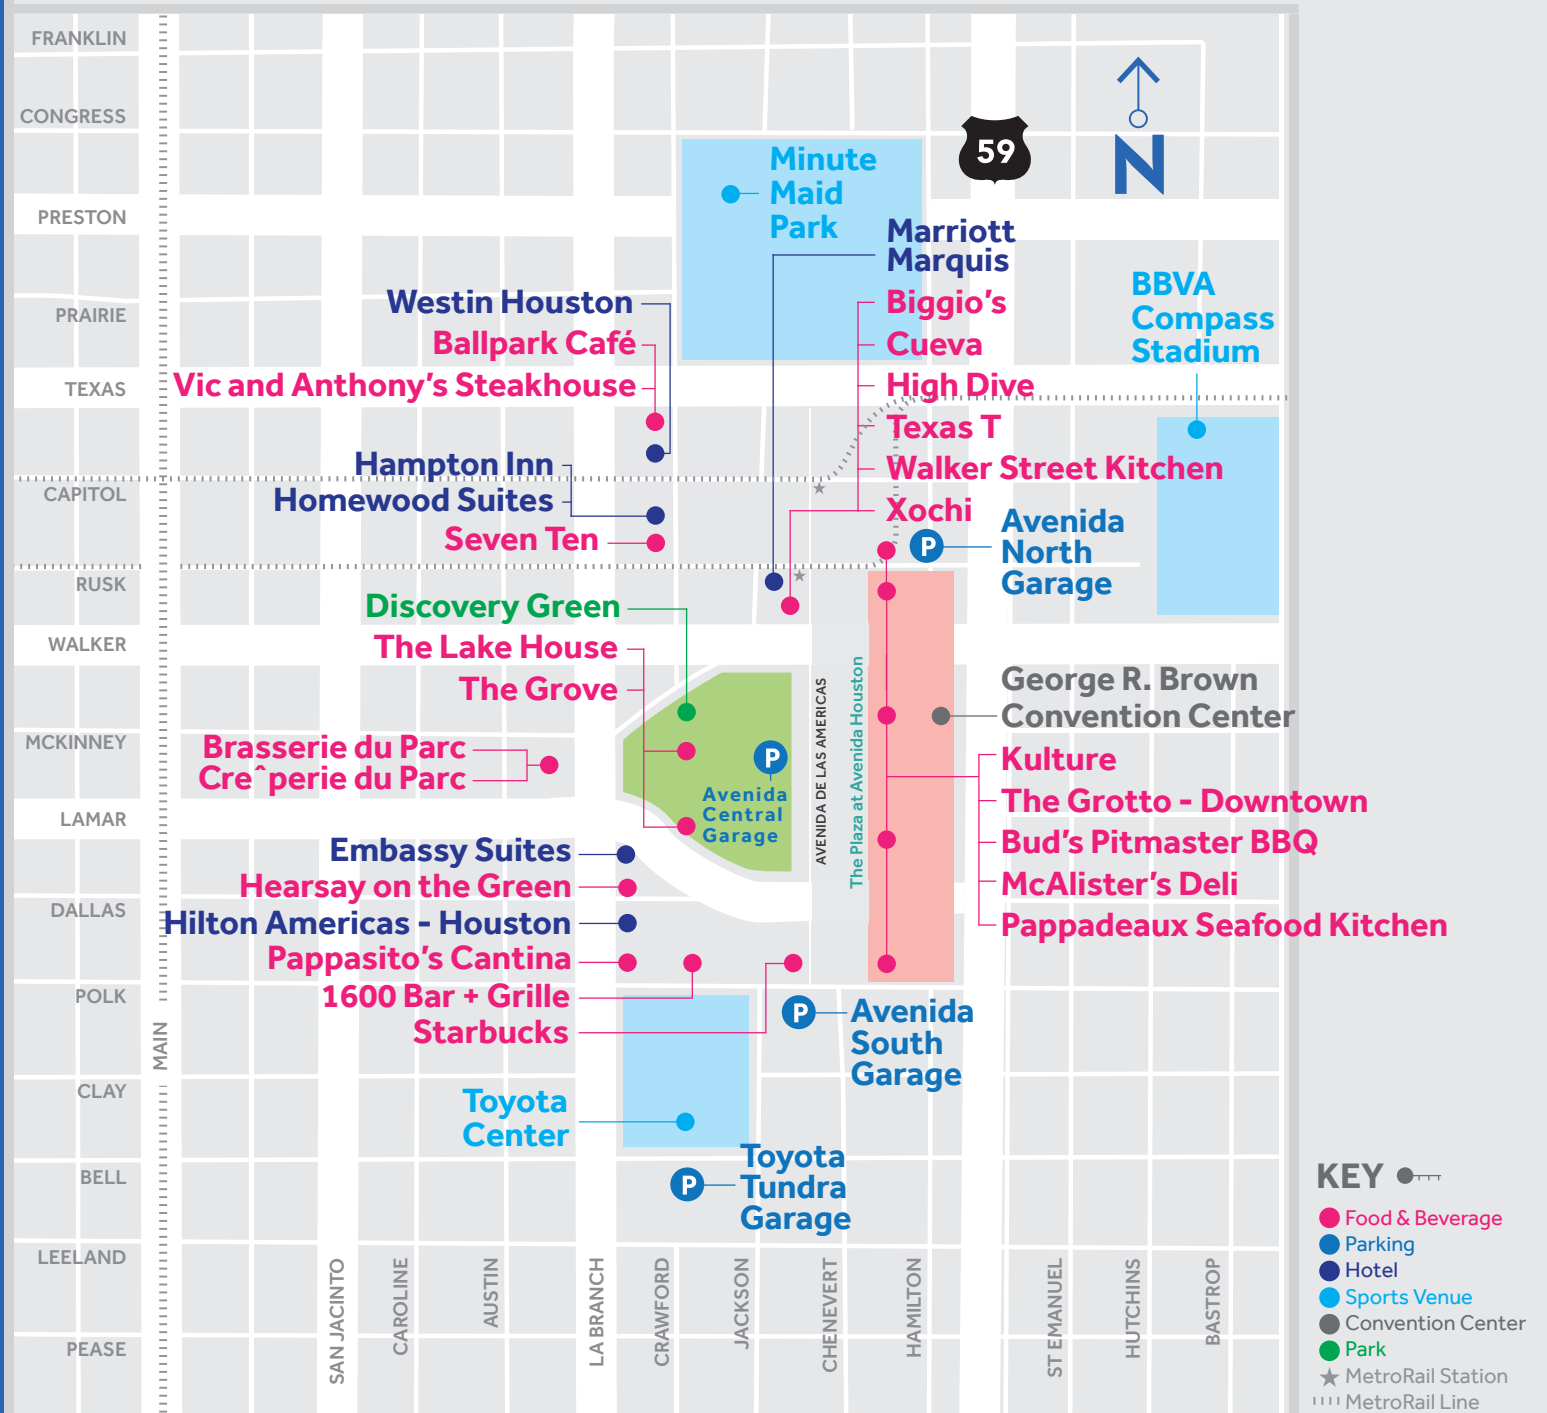 FRANKLIN
CONGRESS
PRESTON
PRAIRIE
TEXAS
CAPITOL
RUSK
WALKER
MCKINNEY
LAMAR
DALLAS
POLK
CLAY
BELL
LEELAND
PEASE
MAIN
SAN JACINTO
CAROLINE
AUSTIN
LA BRANCH
CRAWFORD
JACKSON
CHENEVERT
HAMILTON
ST EMANUEL
HUTCHINS
BASTROP
59
N
Minute
Maid
Park
Marriott
Marquis
Biggio's
Cueva
High Dive
Texas T
Walker Street Kitchen
Xochi
BBVA
Compass
Stadium
Westin Houston
Ballpark Café
Vic and Anthony's Steakhouse
Hampton Inn
Homewood Suites
Seven Ten
P
Avenida
North
Garage
Discovery Green
The Lake House
The Grove
Brasserie du Parc
Creˆperie du Parc
P
Avenida
Central
Garage
AVENIDA DE LAS AMERICAS
The Plaza at Avenida Houston
George R. Brown
Convention Center
Kulture
The Grotto - Downtown
Bud's Pitmaster BBQ
McAlister's Deli
Pappadeaux Seafood Kitchen
Embassy Suites
Hearsay on the Green
Hilton Americas - Houston
Pappasito's Cantina
1600 Bar + Grille
Starbucks
P
Avenida
South
Garage
Toyota
Center
P
Toyota
Tundra
Garage
KEY
Food & Beverage
Parking
Hotel
Sports Venue
Convention Center
Park
MetroRail Station
MetroRail Line